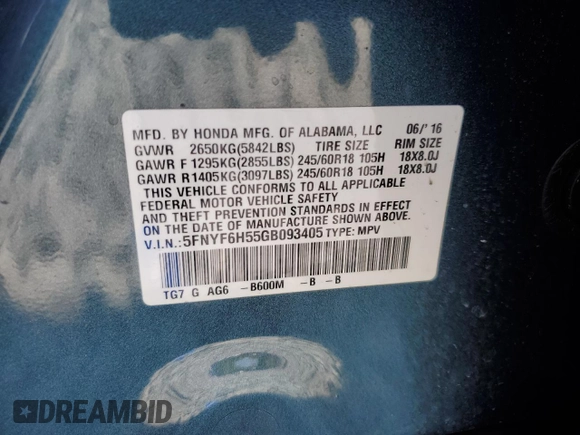 MFD. BY HONDA MFG. OF ALABAMA, LLC 06/'16
GVWR 2650KG(5842LBS) TIRE SIZE RIM SIZE
GAWR F 1295KG(2855LBS) 245/60R18 105H 18X8.0J
GAWR R 1405KG(3097LBS) 245/60R18 105H 18X8.0J
THIS VEHICLE CONFORMS TO ALL APPLICABLE
FEDERAL MOTOR VEHICLE SAFETY, BUMPER,
AND THEFT PREVENTION STANDARDS IN EFFECT
ON THE DATE OF MANUFACTURE SHOWN ABOVE.
V.I.N.: 5FNYF6H55GB093405 TYPE: MPV
TG7 G AG6 -B600M -B -B
DREAMBID